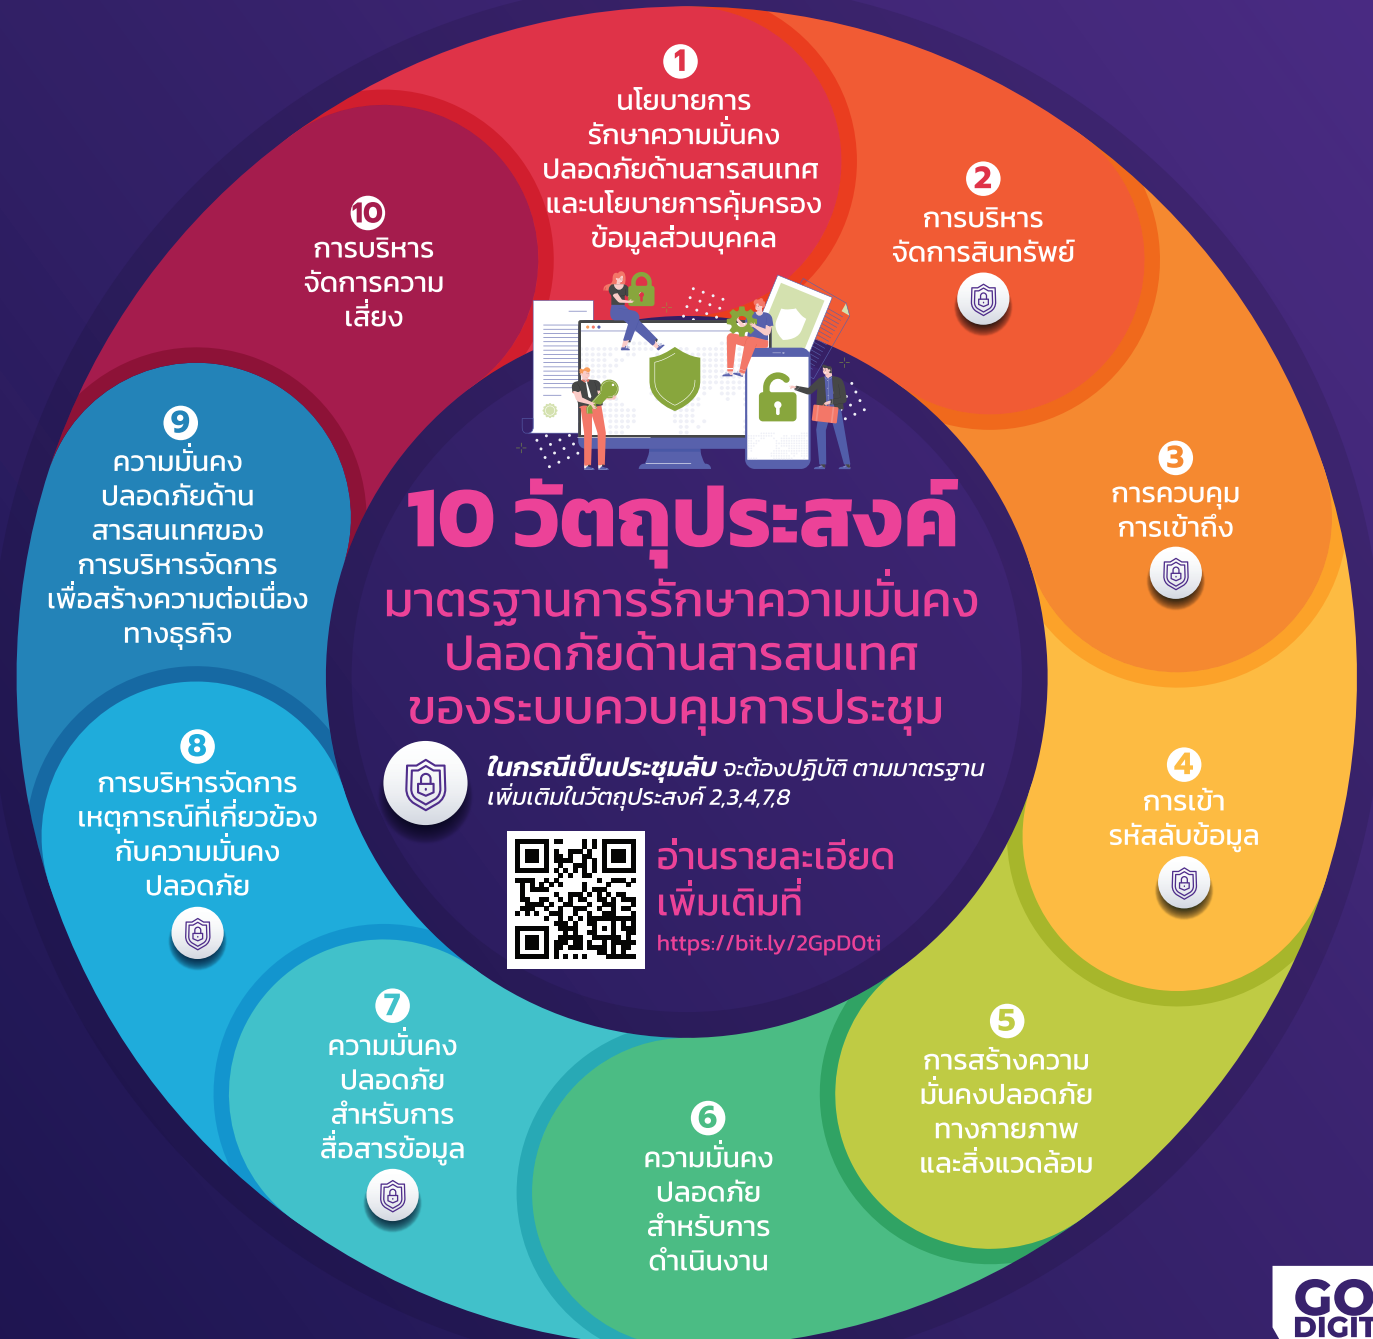 1
นโยบายการ
รักษาความมั่นคง
ปลอดภัยด้านสารสนเทศ
และนโยบายการคุ้มครอง
ข้อมูลส่วนบุคคล
2
การบริหาร
จัดการสินทรัพย์
3
การควบคุม
การเข้าถึง
4
การเข้า
รหัสลับข้อมูล
5
การสร้างความ
มั่นคงปลอดภัย
ทางกายภาพ
และสิ่งแวดล้อม
6
ความมั่นคง
ปลอดภัย
สำหรับการ
ดำเนินงาน
7
ความมั่นคง
ปลอดภัย
สำหรับการ
สื่อสารข้อมูล
8
การบริหารจัดการ
เหตุการณ์ที่เกี่ยวข้อง
กับความมั่นคง
ปลอดภัย
9
ความมั่นคง
ปลอดภัยด้าน
สารสนเทศของ
การบริหารจัดการ
เพื่อสร้างความต่อเนื่อง
ทางธุรกิจ
10
การบริหาร
จัดการความ
เสี่ยง
10 วัตถุประสงค์
มาตรฐานการรักษาความมั่นคง
ปลอดภัยด้านสารสนเทศ
ของระบบควบคุมการประชุม
ในกรณีเป็นประชุมลับ จะต้องปฏิบัติ ตามมาตรฐาน
เพิ่มเติมในวัตถุประสงค์ 2,3,4,7,8
อ่านรายละเอียด
เพิ่มเติมที่
https://bit.ly/2GpD0ti
GO
DIGIT